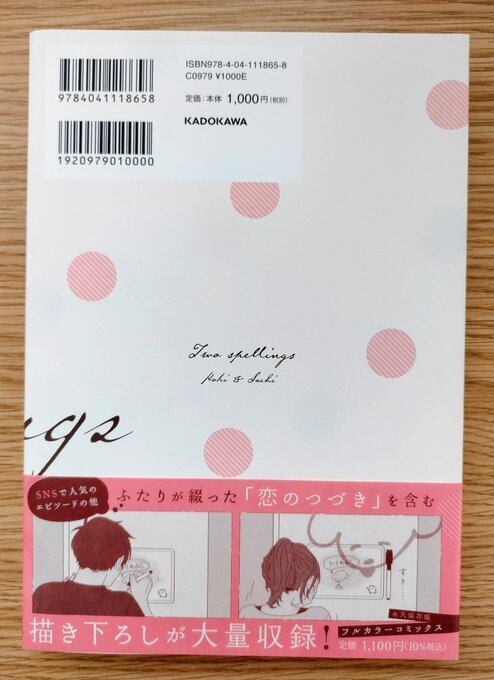 ISBN978-4-04-111865-8
C0979 ¥1000E
定価：本体 1,000円（税別）
KADOKAWA
9784041118658
1920979010000
Two spellings
gs
SNSで人気の
エピソードの他
ふたりが綴った「恋のつづき」を含む
すき…
描き下ろしが大量収録！
永久保存版
フルカラーコミックス
定価 1,100円（10%税込）